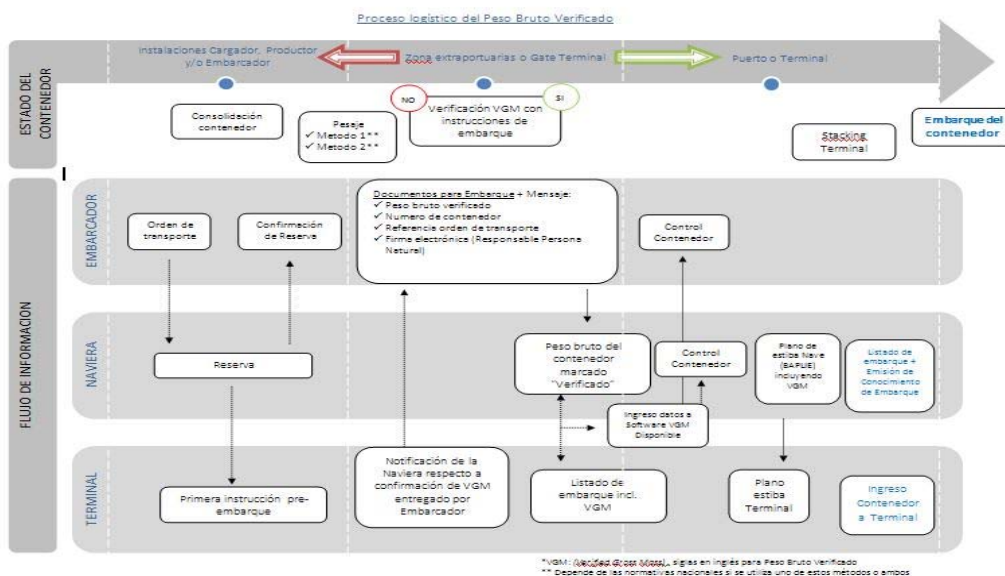 Proceso logístico del Peso Bruto Verificado
ESTADO DEL
CONTENEDOR
Instalaciones Cargador, Productor
y/o Embarcador
Zona extraportuarias o Gate Terminal
Puerto o Terminal
Consolidación
contenedor
Pesaje
✓ Metodo 1**
✓ Metodo 2**
NO
SI
Verificación VGM con
instrucciones de
embarque
Stacking
Terminal
Embarque del
contenedor
FLUJO DE INFORMACION
EMBARCADOR
Orden de
transporte
Confirmación
de Reserva
Documentos para Embarque + Mensaje:
✓ Peso bruto verificado
✓ Numero de contenedor
✓ Referencia orden de transporte
✓ Firma electrónica (Responsable Persona
Natural)
Control
Contenedor
NAVIERA
Reserva
Peso bruto del
contenedor
marcado
"Verificado"
Control
Contenedor
Plano de
estiba Nave
(BAPLIE)
incluyendo
VGM
Listado de
embarque +
Emisión de
Conocimiento
de Embarque
Ingreso datos a
Software VGM
Disponible
TERMINAL
Primera instrucción pre-
embarque
Notificación de la
Naviera respecto a
confirmación de VGM
entregado por
Embarcador
Listado de
embarque incl.
VGM
Plano
estiba
Terminal
Ingreso
Contenedor
a Terminal
*VGM: (Verified Gross Mass), siglas en inglés para Peso Bruto Verificado
** Depende de las normativas nacionales si se utiliza uno de estos métodos o ambos